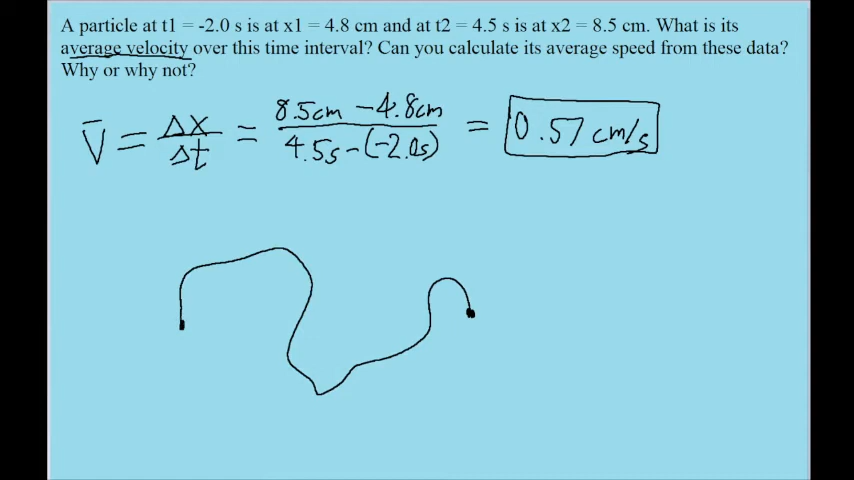 A particle at t1 = -2.0 s is at x1 = 4.8 cm and at t2 = 4.5 s is at x2 = 8.5 cm. What is its
average velocity over this time interval? Can you calculate its average speed from these data?
Why or why not?
V̄ = Δx/Δt = (8.5cm - 4.8cm)/(4.5s - (-2.0s)) = 0.57 cm/s